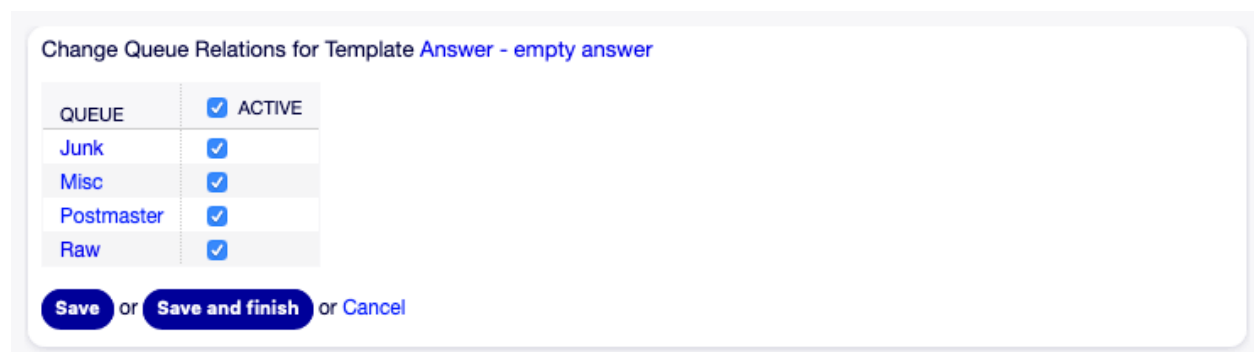 Change Queue Relations for Template Answer - empty answer
QUEUE ACTIVE
Junk
Misc
Postmaster
Raw
Save or Save and finish or Cancel